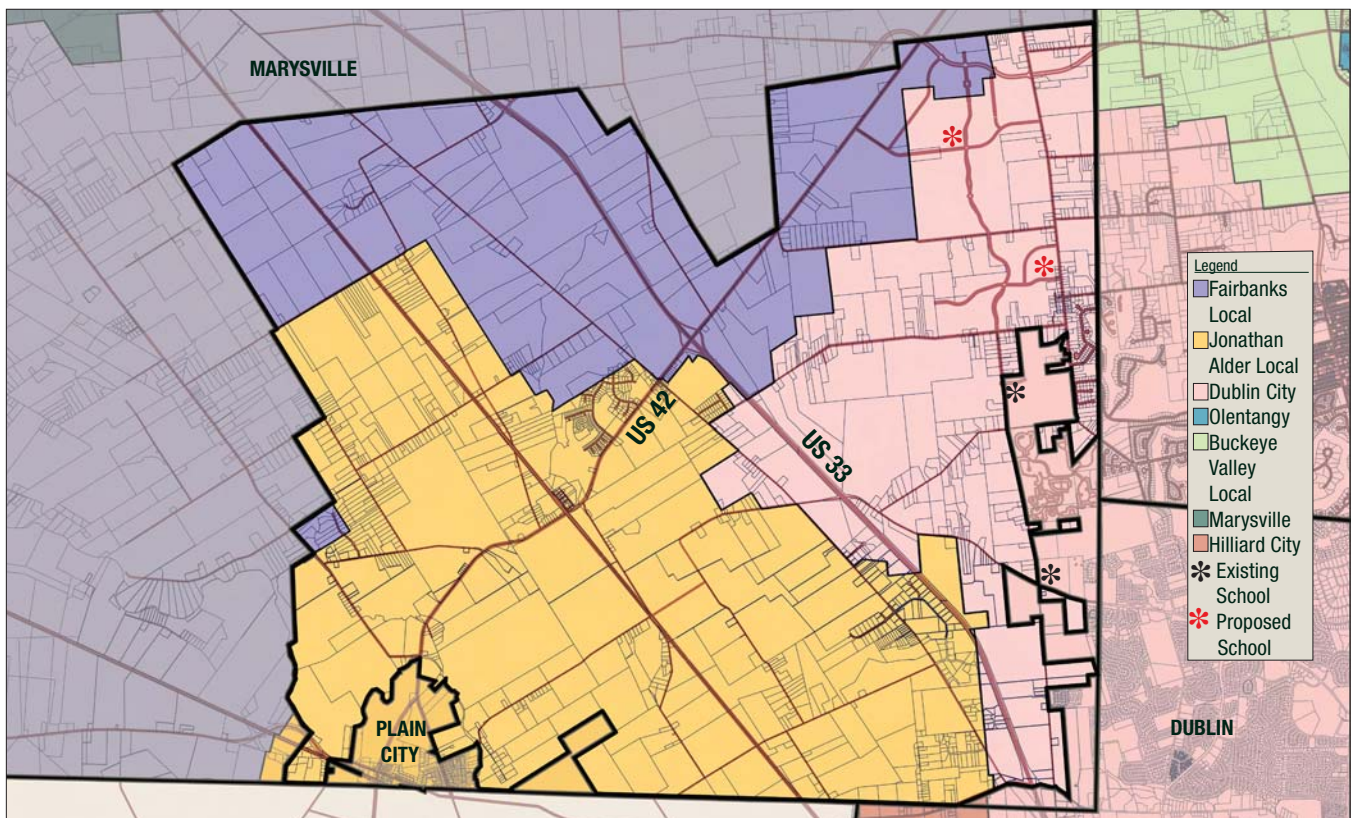 MARYSVILLE
US 42
US 33
PLAIN
CITY
DUBLIN
Legend
Fairbanks
Local
Jonathan
Alder Local
Dublin City
Olentangy
Buckeye
Valley
Local
Marysville
Hilliard City
Existing
School
Proposed
School